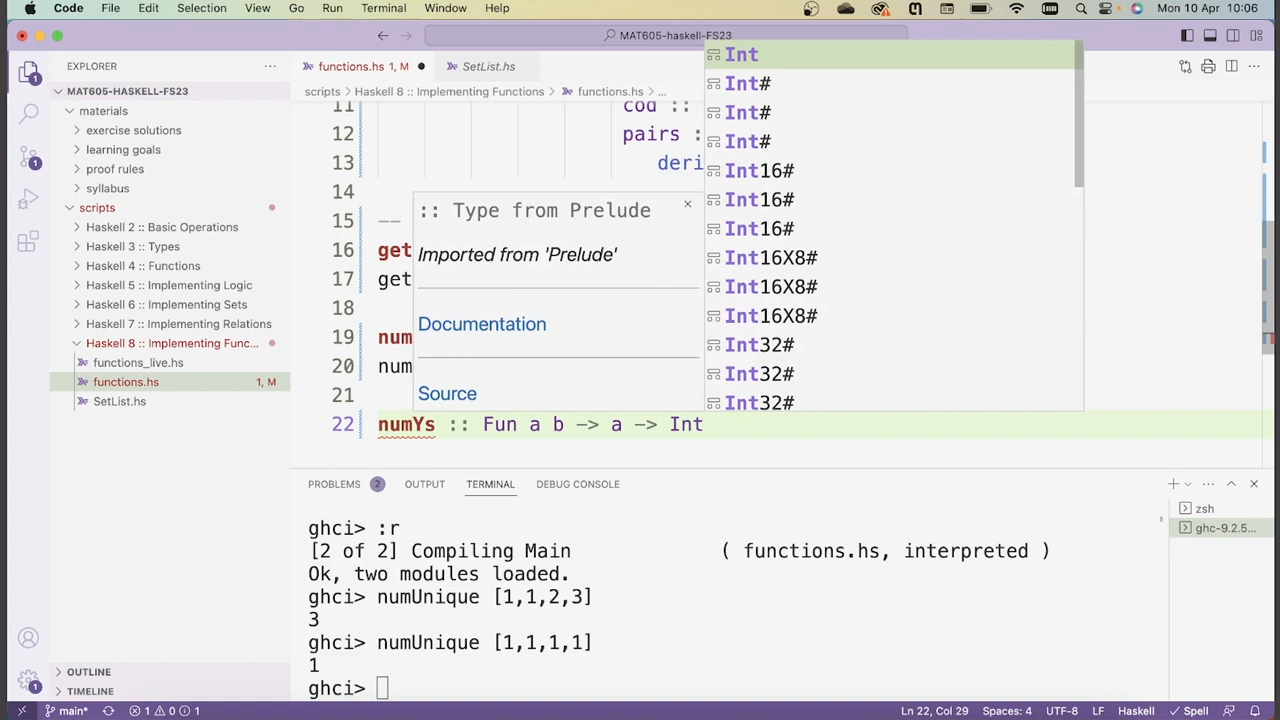 Code File Edit Selection View Go Run Terminal Window Help Mon 10 Apr 10:06
MAT605-haskell-FS23
EXPLORER
functions.hs 1, M
SetList.hs
MAT605-HASKELL-FS23
scripts > Haskell 8 :: Implementing Functions > functions.hs > ...
materials
exercise solutions
learning goals
proof rules
syllabus
scripts
Haskell 2 :: Basic Operations
Haskell 3 :: Types
Haskell 4 :: Functions
Haskell 5 :: Implementing Logic
Haskell 6 :: Implementing Sets
Haskell 7 :: Implementing Relations
Haskell 8 :: Implementing Func...
functions_live.hs
functions.hs 1, M
SetList.hs
OUTLINE
TIMELINE
11 cod ::
12 pairs :
13 deri
14
15 --
16 get
17 get
18
19 num
20 num
21
22 numYs :: Fun a b -> a -> Int
:: Type from Prelude
Imported from 'Prelude'
Documentation
Source
Int
Int#
Int#
Int#
Int16#
Int16#
Int16#
Int16X8#
Int16X8#
Int16X8#
Int32#
Int32#
Int32#
PROBLEMS 2 OUTPUT TERMINAL DEBUG CONSOLE
ghci> :r
[2 of 2] Compiling Main ( functions.hs, interpreted )
Ok, two modules loaded.
ghci> numUnique [1,1,2,3]
3
ghci> numUnique [1,1,1,1]
1
ghci>
zsh
ghc-9.2.5...
main* 1 0 1 Ln 22, Col 29 Spaces: 4 UTF-8 LF Haskell Spell